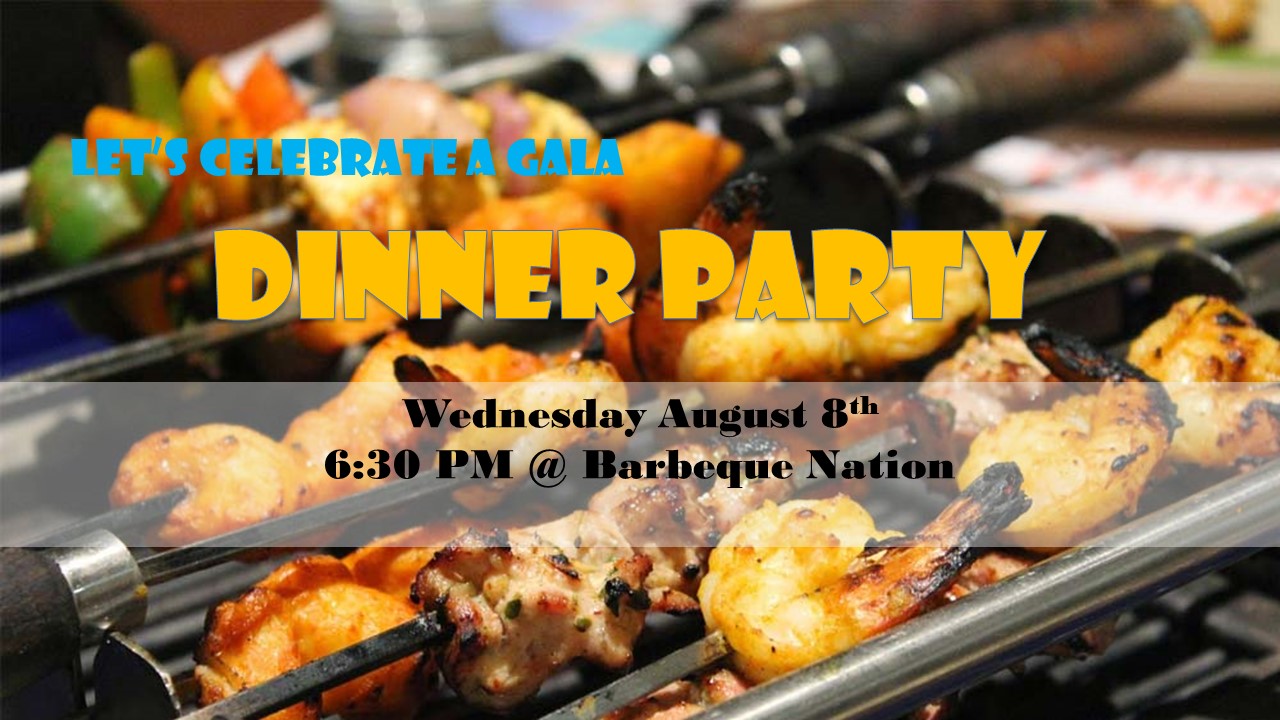 LET'S CELEBRATE A GALA
DINNER PARTY
Wednesday August 8th
6:30 PM @ Barbeque Nation